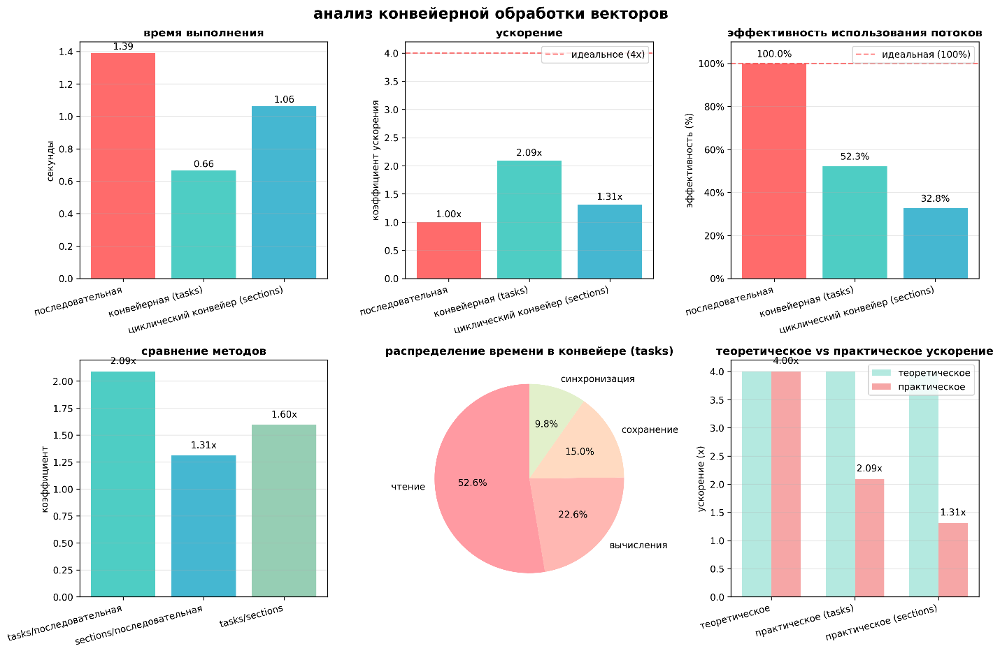 анализ конвейерной обработки векторов
время выполнения
секунды
1.4
1.2
1.0
0.8
0.6
0.4
0.2
0.0
1.39
0.66
1.06
последовательная
конвейерная (tasks)
циклический конвейер (sections)
ускорение
коэффициент ускорения
4.0
3.5
3.0
2.5
2.0
1.5
1.0
0.5
0.0
идеальное (4x)
1.00x
2.09x
1.31x
последовательная
конвейерная (tasks)
циклический конвейер (sections)
эффективность использования потоков
эффективность (%)
100%
80%
60%
40%
20%
0%
идеальная (100%)
100.0%
52.3%
32.8%
последовательная
конвейерная (tasks)
циклический конвейер (sections)
сравнение методов
коэффициент
2.00
1.75
1.50
1.25
1.00
0.75
0.50
0.25
0.00
2.09x
1.31x
1.60x
tasks/последовательная
sections/последовательная
tasks/sections
распределение времени в конвейере (tasks)
синхронизация
9.8%
сохранение
15.0%
чтение
52.6%
22.6%
вычисления
теоретическое vs практическое ускорение
ускорение (x)
4.0
3.5
3.0
2.5
2.0
1.5
1.0
0.5
0.0
теоретическое
практическое
4.00x
2.09x
1.31x
теоретическое
практическое (tasks)
практическое (sections)